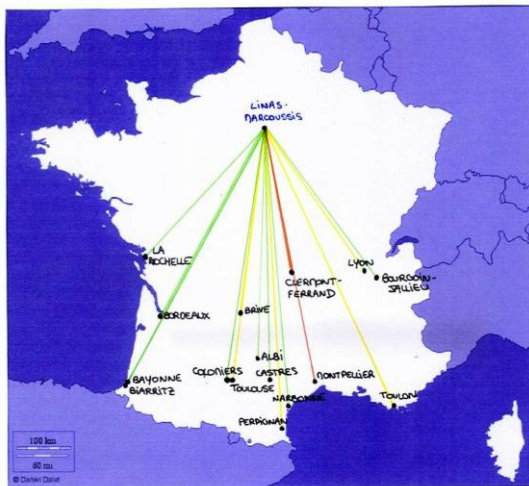 LINAS-
MARCOUSSIS
LA
ROCHELLE
LYON
BOURGOIN-
JALLIEU
CLERMONT-
FERRAND
BORDEAUX
BRIVE
ALBI
BAYONNE
BIARRITZ
COLOMIERS
TOULOUSE
CASTRES
MONTPELLIER
NARBONNE
TOULON
PERPIGNAN
100 km
60 mi
© Daniel Dalet